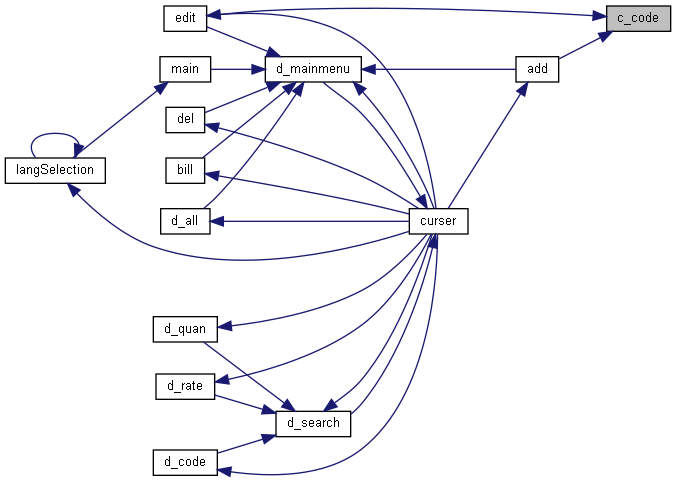 edit
c_code
main
d_mainmenu
add
del
langSelection
bill
d_all
curser
d_quan
d_rate
d_search
d_code